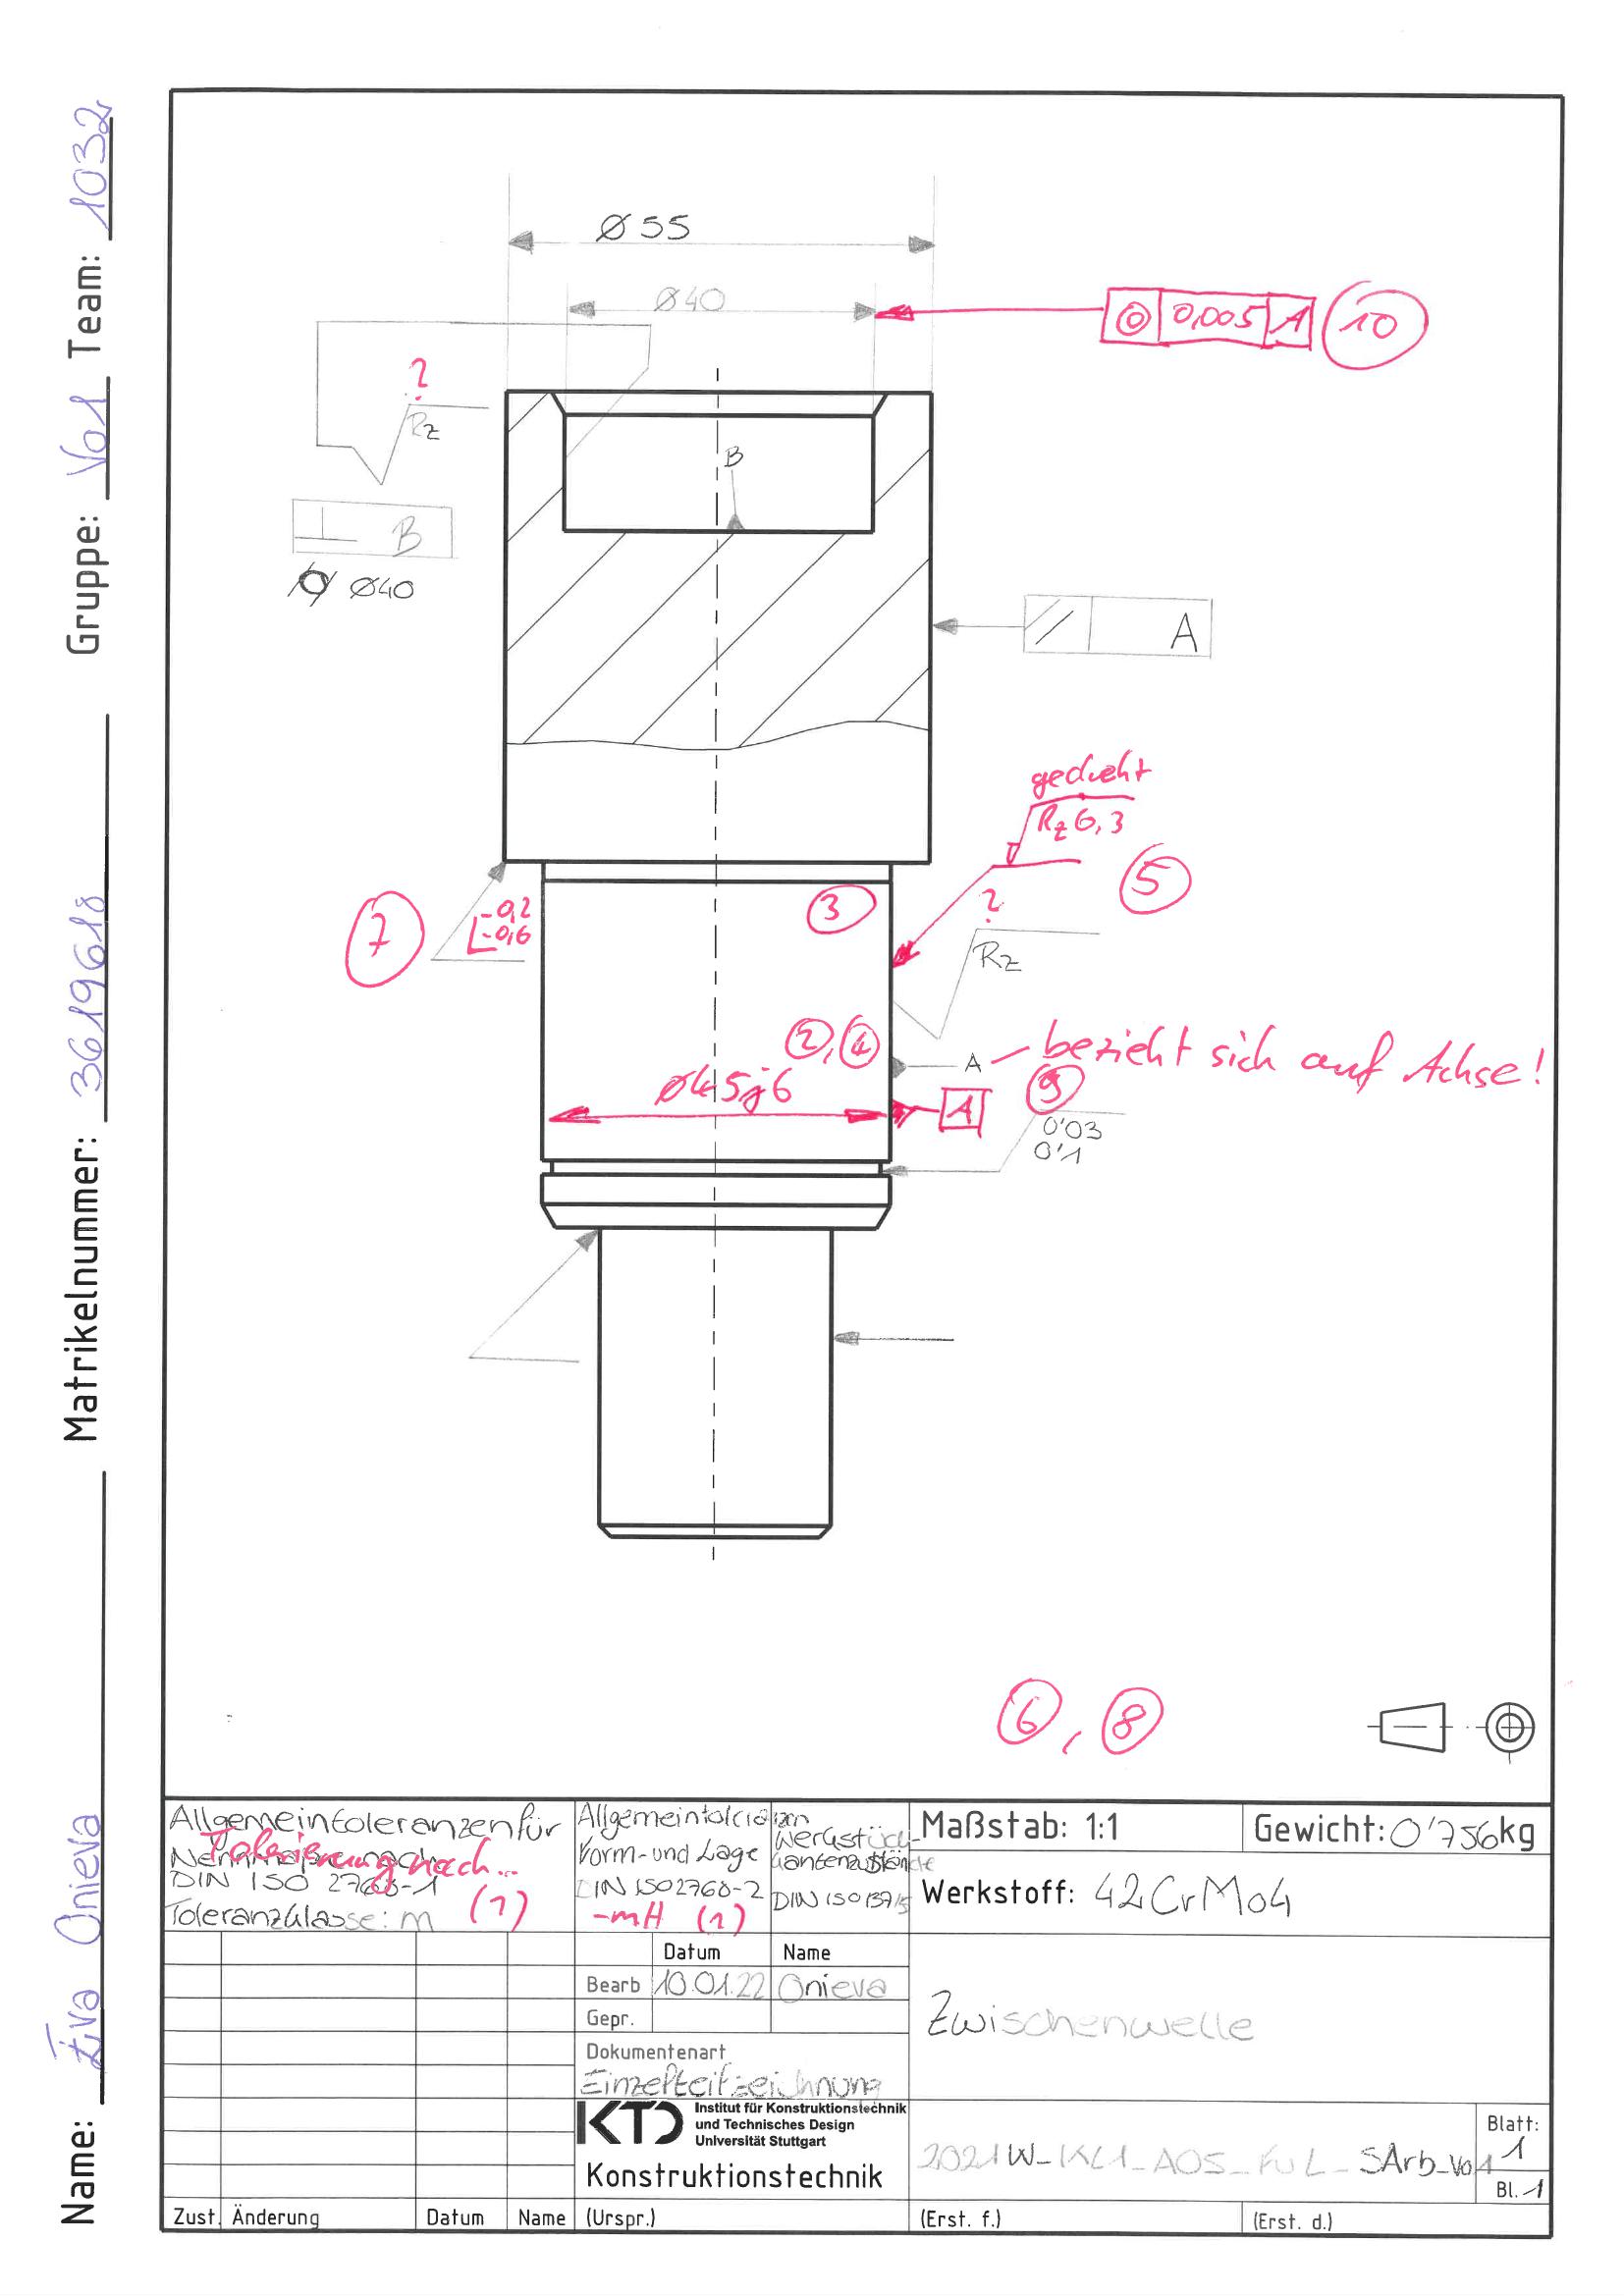 Name: Eva Onieva Matrikelnummer: 3619618 Gruppe: Vo1 Team: 1032
Ø 55
Ø40
◎ 0,005 A 10
?
Rz
B
⊥ B
⌭ Ø40
// A
gedreht
Rz 6,3
5
3
7
-0,2
-0,6
?
Rz
2, 4
A – bezieht sich auf Achse!
Ø45j6
A
9
0'03
0'1
6, 8
Allgemeintoleranzen für
Tolerierung nach...
DIN ISO 2768-1
Toleranzklasse: m (1)
Allgemeintoleranzen
Form- und Lage
DIN ISO2768-2
-mH (1)
Werkstück-
kantenzustände
DIN ISO 13715
Maßstab: 1:1
Gewicht: 0'756kg
Werkstoff: 42CrMo4
Datum Name
Bearb 10.01.22 Onieva
Gepr.
Dokumentenart
Einzelteilzeichnung
Zwischenwelle
KTD Institut für Konstruktionstechnik
und Technisches Design
Universität Stuttgart
Konstruktionstechnik
2021W_KL1_A05_FuL_SArb_Vo1
Blatt:
1
Bl. 1
Zust. Änderung Datum Name (Urspr.) (Erst. f.) (Erst. d.)